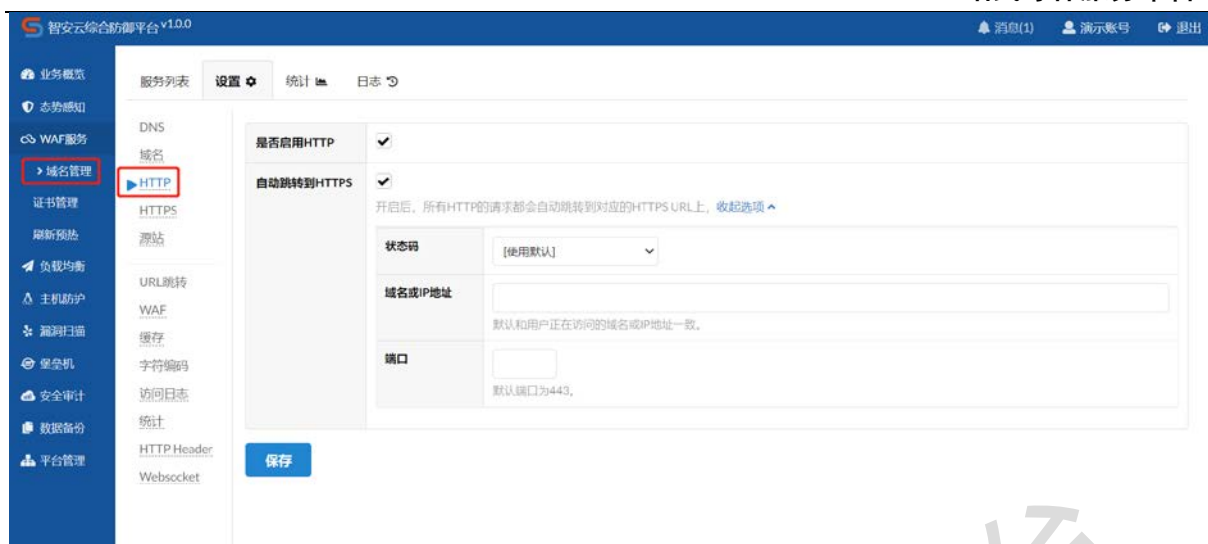 智安云综合防御平台 v1.0.0
消息(1) 演示账号 退出
业务概览
态势感知
WAF服务
域名管理
证书管理
刷新预热
负载均衡
主机防护
漏洞扫描
堡垒机
安全审计
数据备份
平台管理
服务列表 设置 统计 日志
DNS
域名
HTTP
HTTPS
源站
URL跳转
WAF
缓存
字符编码
访问日志
统计
HTTP Header
Websocket
是否启用HTTP
自动跳转到HTTPS
开启后，所有HTTP的请求都会自动跳转到对应的HTTPS URL上，收起选项
状态码 [使用默认]
域名或IP地址
默认和用户正在访问的域名或IP地址一致。
端口
默认端口为443。
保存